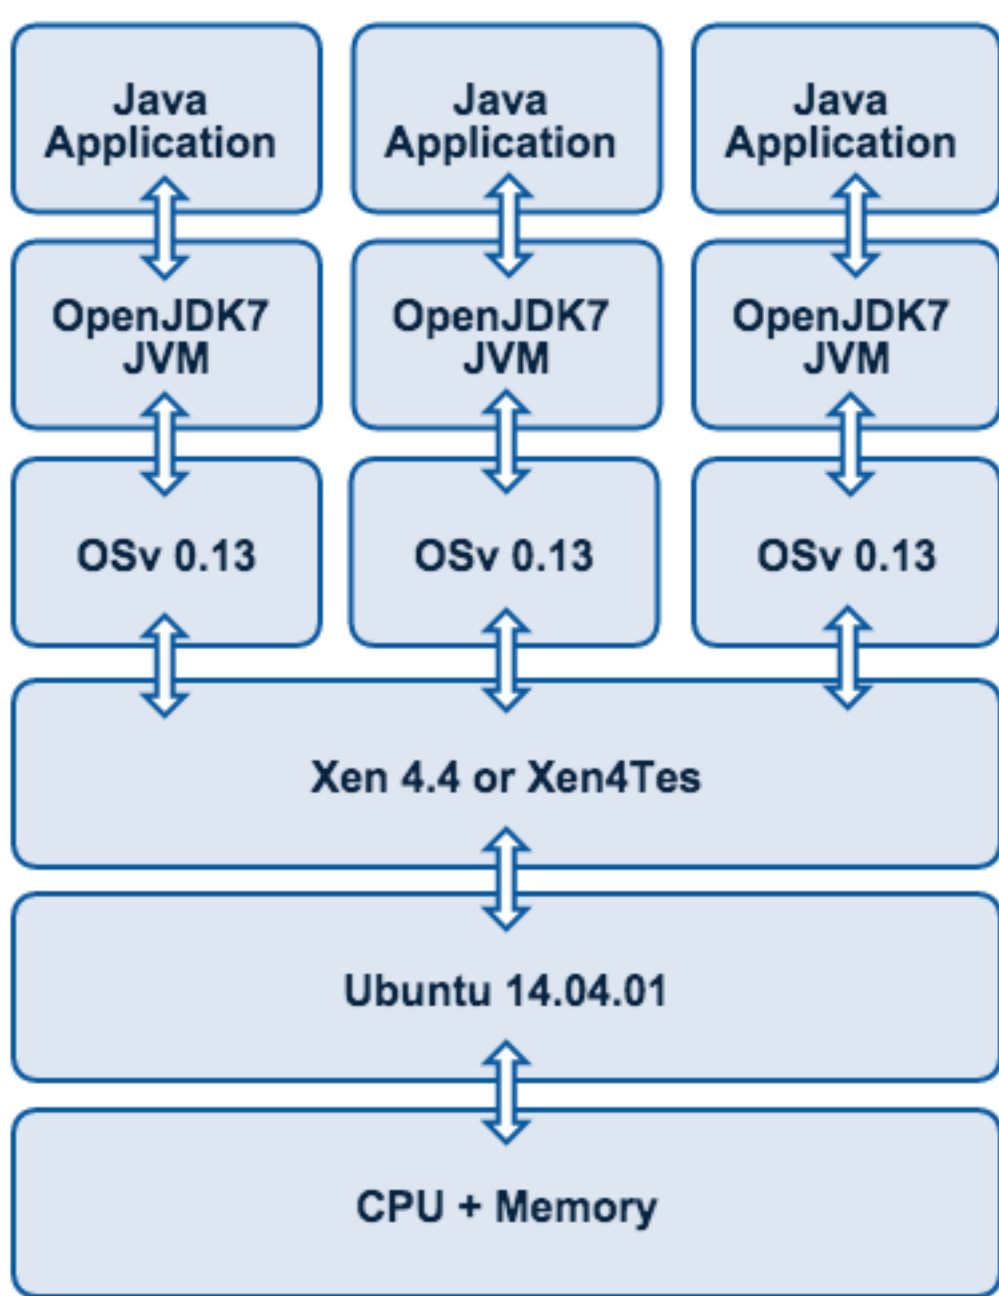 Java
Application
Java
Application
Java
Application
OpenJDK7
JVM
OpenJDK7
JVM
OpenJDK7
JVM
OSv 0.13
OSv 0.13
OSv 0.13
Xen 4.4 or Xen4Tes
Ubuntu 14.04.01
CPU + Memory